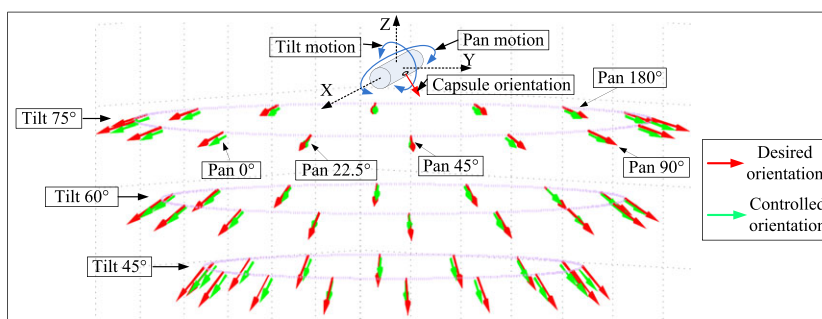 Z
Tilt motion
Pan motion
Y
X
Capsule orientation
Pan 180°
Tilt 75°
Pan 0°
Pan 22.5°
Pan 45°
Pan 90°
Desired
orientation
Controlled
orientation
Tilt 60°
Tilt 45°